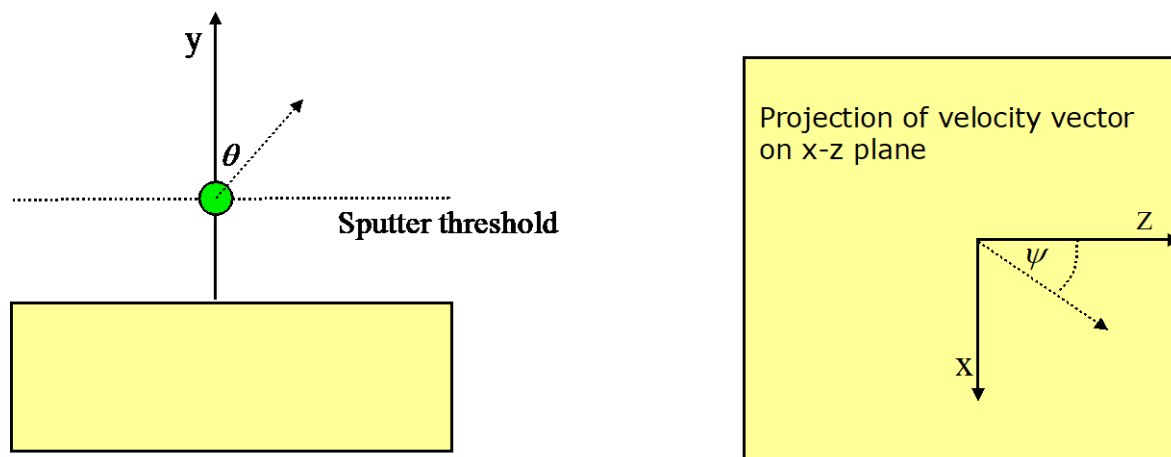 y
θ
Sputter threshold
Projection of velocity vector
on x-z plane
Z
ψ
X